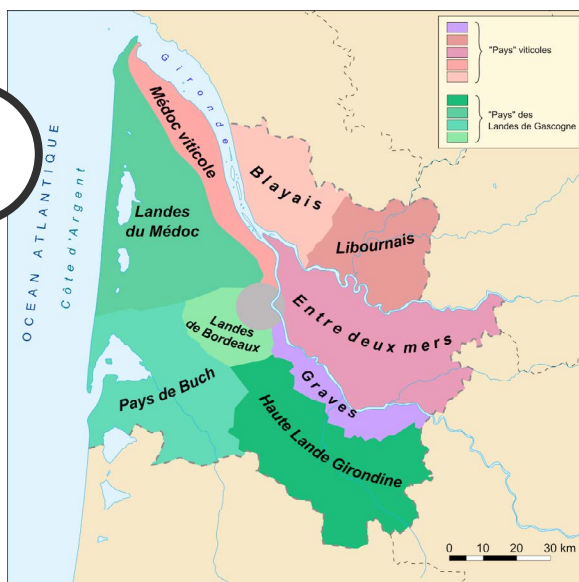 "Pays" viticoles
"Pays" des
Landes de Gascogne
Gironde
OCEAN ATLANTIQUE
Côte d'Argent
Médoc viticole
Blayais
Landes
du Médoc
Libournais
Entre deux mers
Landes
de Bordeaux
Graves
Pays de Buch
Haute Lande Girondine
0 10 20 30 km